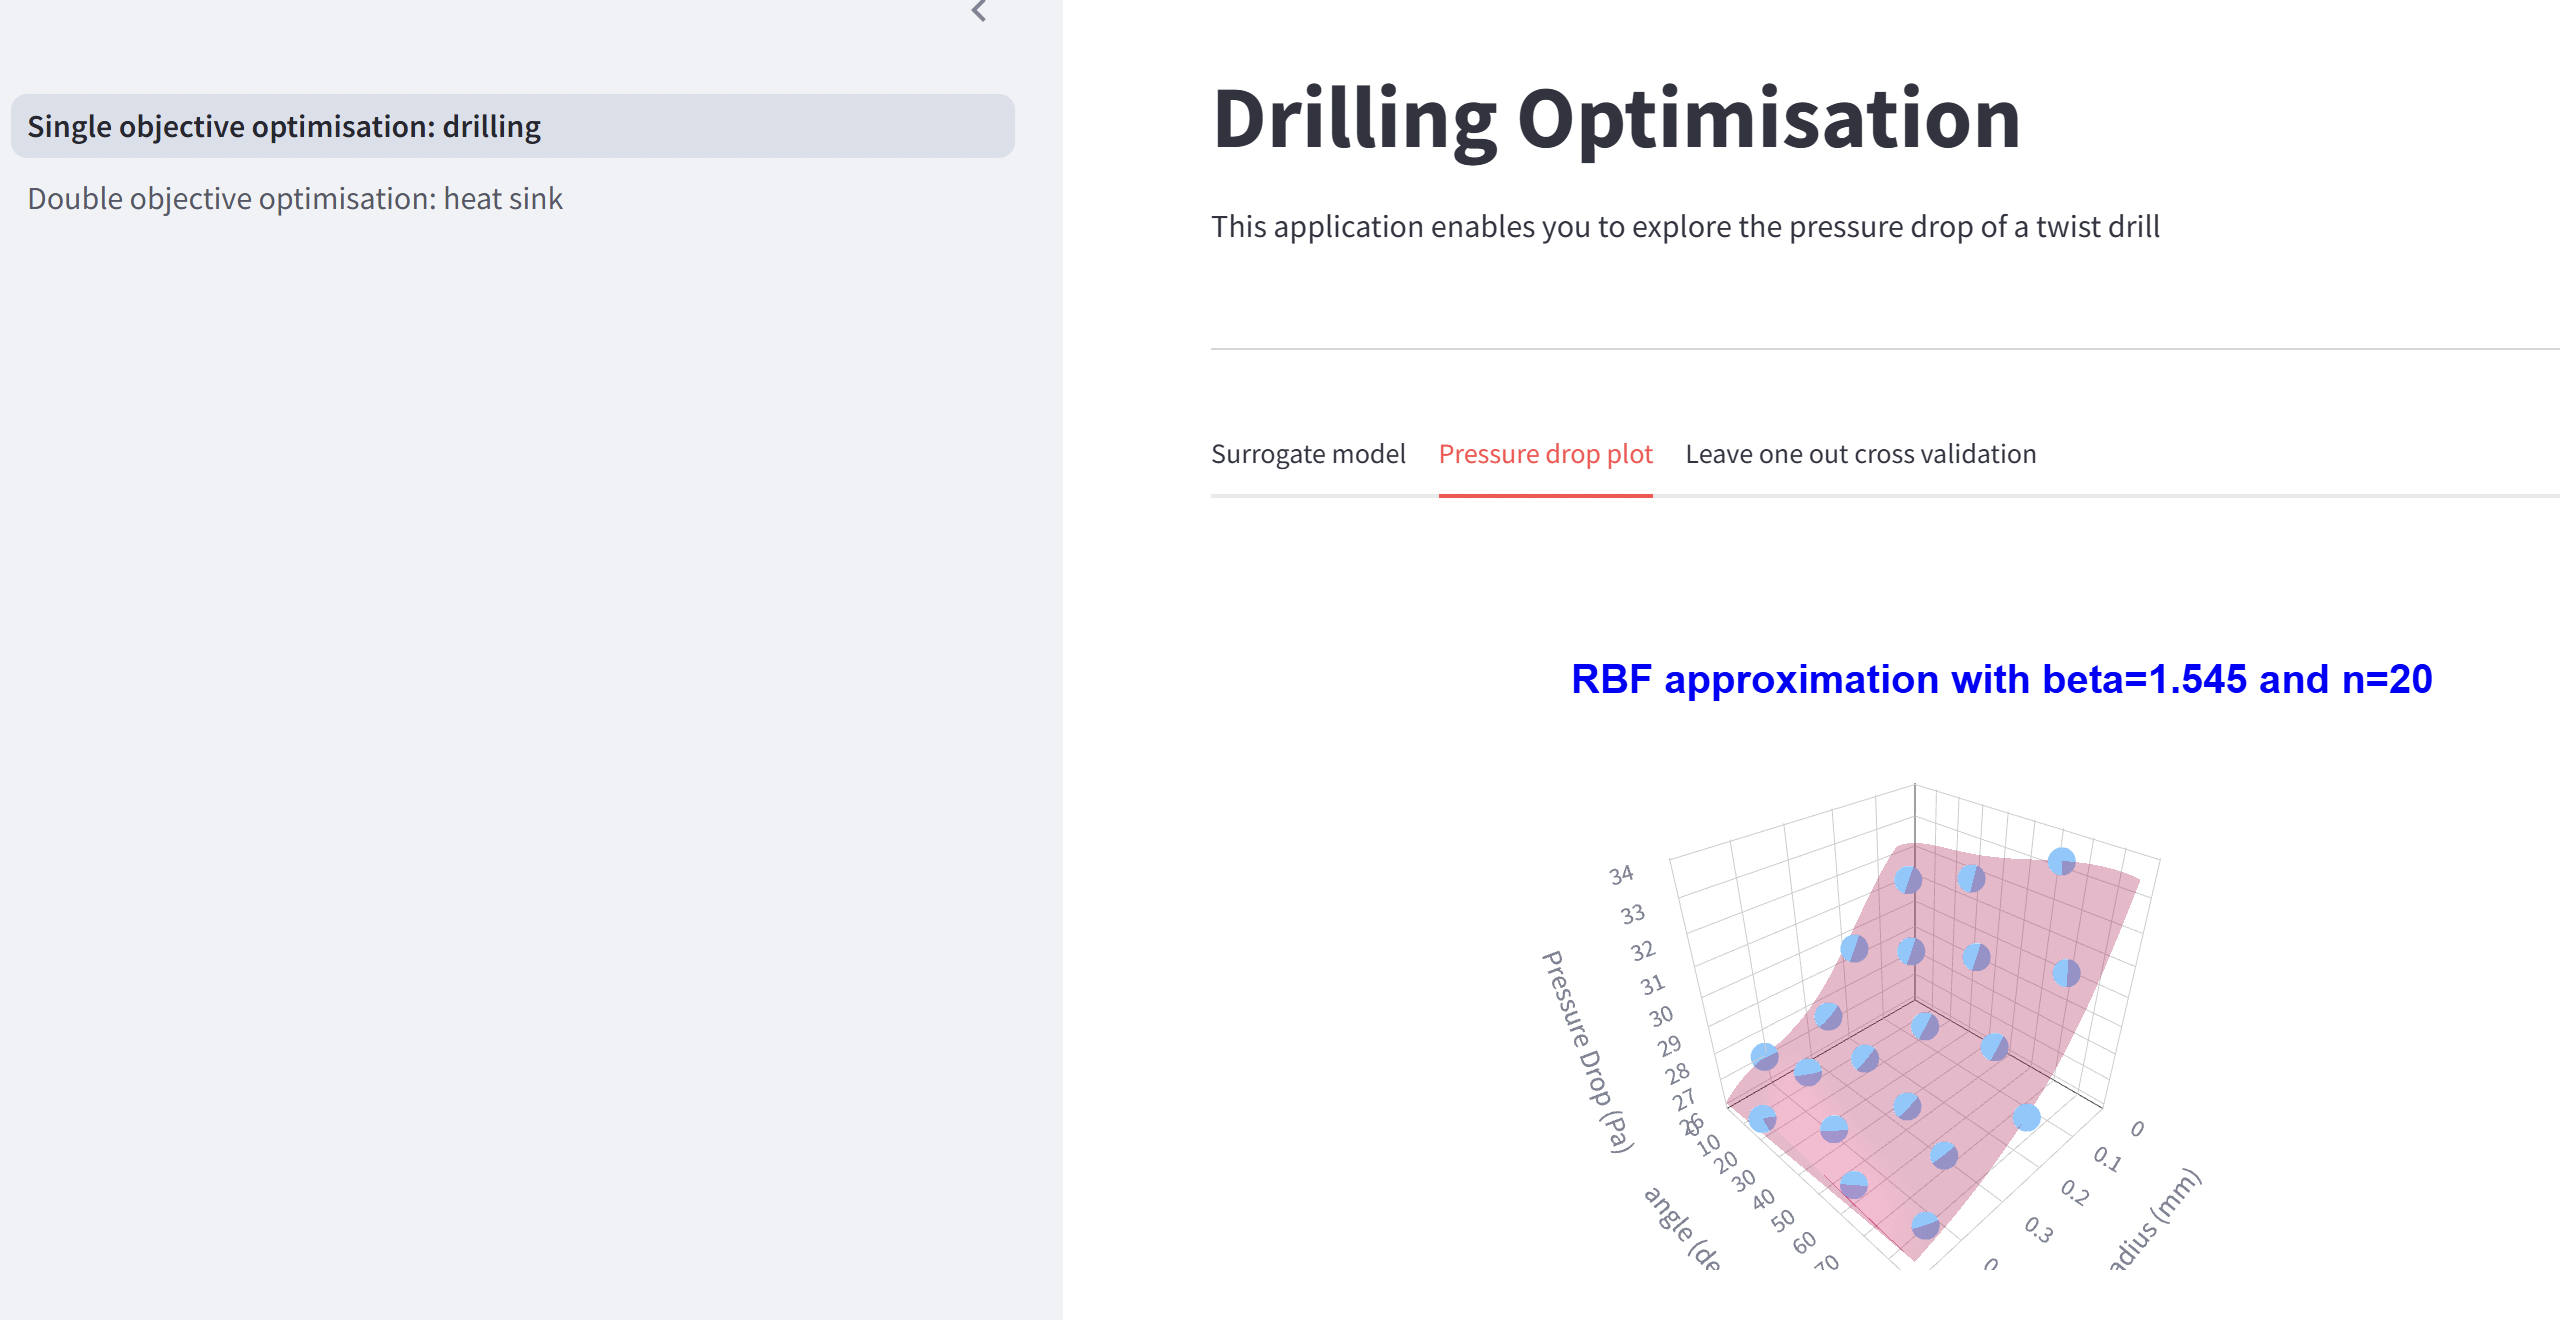 Single objective optimisation: drilling
Double objective optimisation: heat sink
Drilling Optimisation
This application enables you to explore the pressure drop of a twist drill
Surrogate model
Pressure drop plot
Leave one out cross validation
RBF approximation with beta=1.545 and n=20
34
33
32
31
30
29
28
27
26
Pressure Drop (Pa)
10
20
30
40
50
60
70
angle (de
0
0.1
0.2
0.3
0
adius (mm)